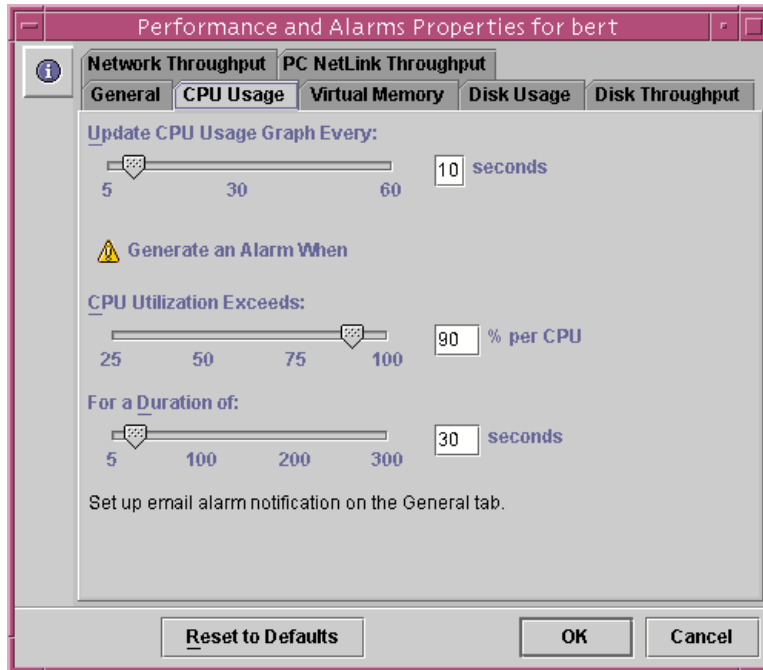 Performance and Alarms Properties for bert
Network Throughput PC NetLink Throughput
General CPU Usage Virtual Memory Disk Usage Disk Throughput
Update CPU Usage Graph Every:
10 seconds
5 30 60
Generate an Alarm When
CPU Utilization Exceeds:
90 % per CPU
25 50 75 100
For a Duration of:
30 seconds
5 100 200 300
Set up email alarm notification on the General tab.
Reset to Defaults OK Cancel